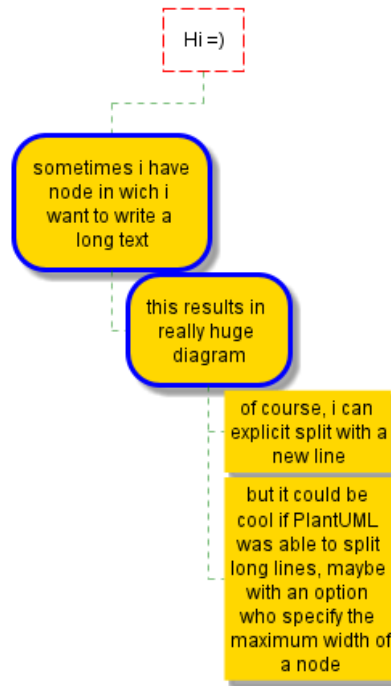 Hi =)
sometimes i have
node in wich i
want to write a
long text
this results in
really huge
diagram
of course, i can
explicit split with a
new line
but it could be
cool if PlantUML
was able to split
long lines, maybe
with an option
who specify the
maximum width of
a node